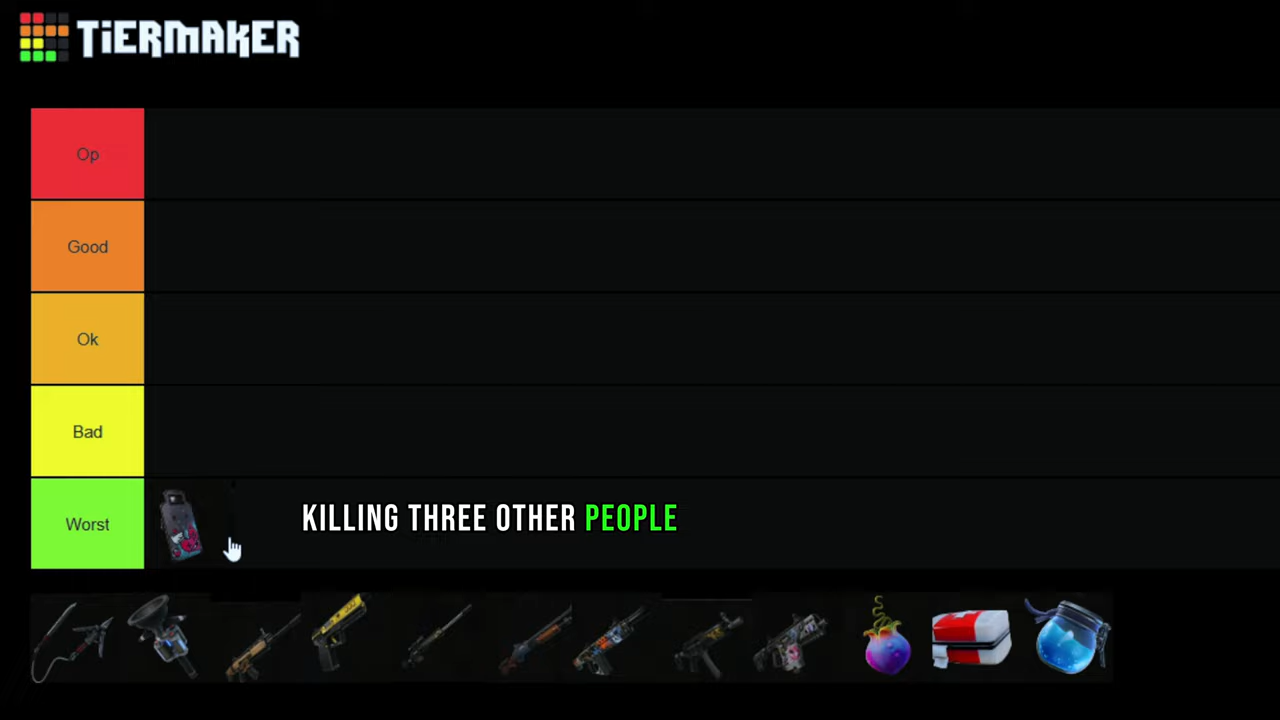 TiERMAKER
Op
Good
Ok
Bad
Worst
KILLING THREE OTHER PEOPLE